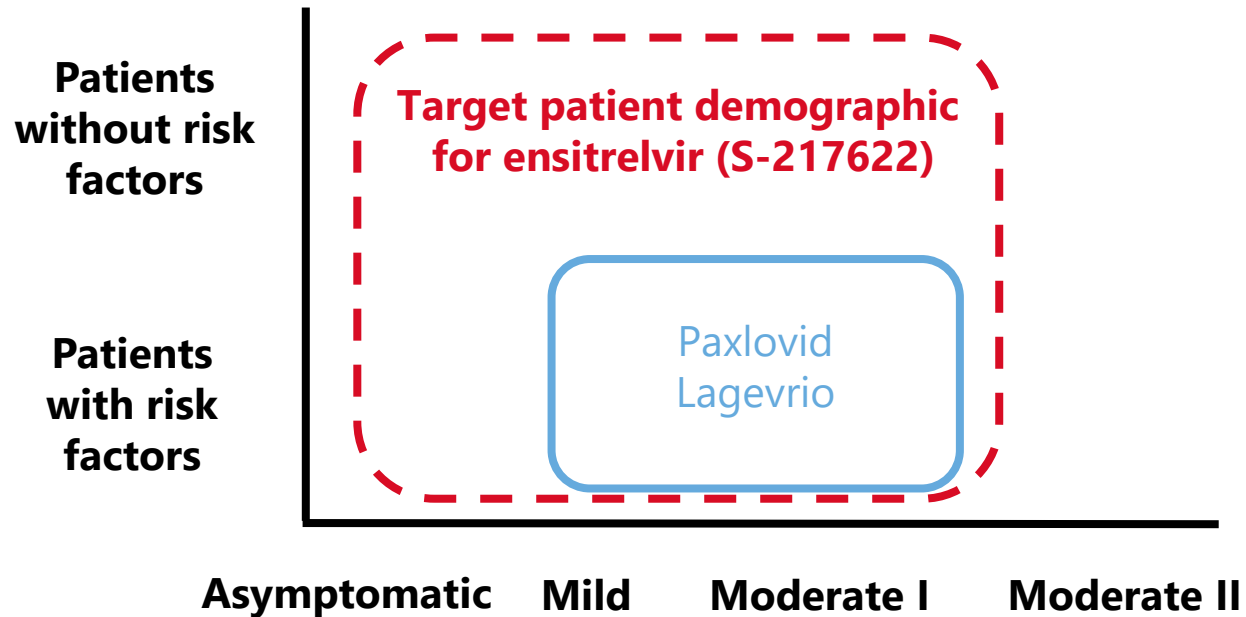 Patients
without risk
factors
Target patient demographic
for ensitrelvir (S-217622)
Paxlovid
Lagevrio
Patients
with risk
factors
Asymptomatic
Mild
Moderate I
Moderate II